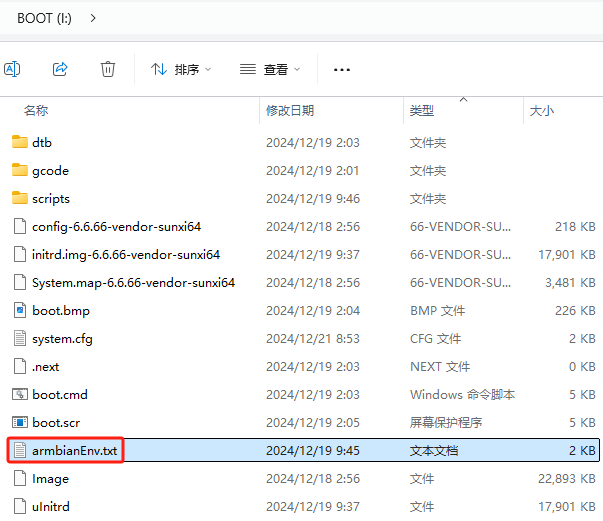 BOOT (I:)
排序 查看
名称 修改日期 类型 大小
dtb 2024/12/19 2:03 文件夹
gcode 2024/12/19 2:01 文件夹
scripts 2024/12/19 9:46 文件夹
config-6.6.66-vendor-sunxi64 2024/12/18 2:56 66-VENDOR-SU... 218 KB
initrd.img-6.6.66-vendor-sunxi64 2024/12/19 9:37 66-VENDOR-SU... 17,901 KB
System.map-6.6.66-vendor-sunxi64 2024/12/18 2:56 66-VENDOR-SU... 3,481 KB
boot.bmp 2024/12/19 2:04 BMP 文件 226 KB
system.cfg 2024/12/21 8:53 CFG 文件 2 KB
.next 2024/12/19 2:03 NEXT 文件 0 KB
boot.cmd 2024/12/19 2:03 Windows 命令脚本 5 KB
boot.scr 2024/12/19 2:05 屏幕保护程序 5 KB
armbianEnv.txt 2024/12/19 9:45 文本文档 2 KB
Image 2024/12/18 2:56 文件 22,893 KB
uInitrd 2024/12/19 9:37 文件 17,901 KB